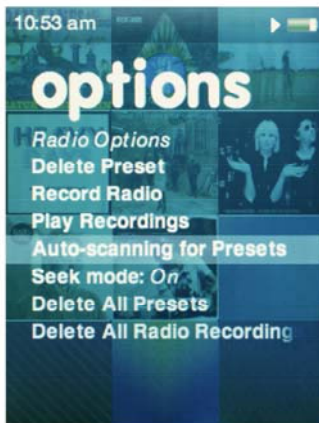 10:53 am
options
Radio Options
Delete Preset
Record Radio
Play Recordings
Auto-scanning for Presets
Seek mode: On
Delete All Presets
Delete All Radio Recording